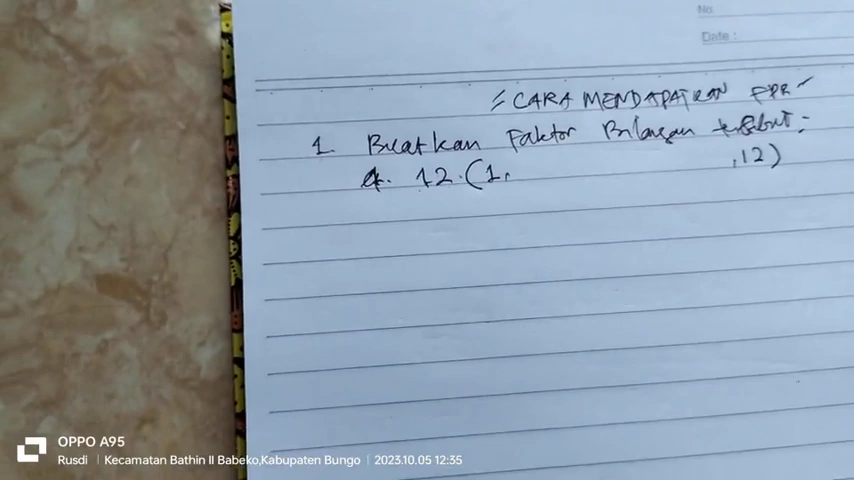 No
Date :
= CARA MENDAPATKAN FPB =
1. Buatkan Faktor Bilangan tersebut :
a. 12. (1, ,12)
OPPO A95
Rusdi | Kecamatan Bathin II Babeko,Kabupaten Bungo | 2023.10.05 12:35